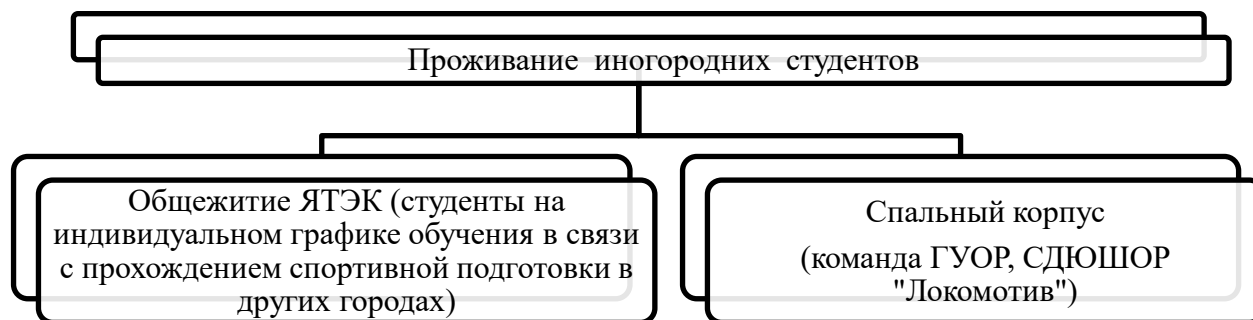 Проживание иногородних студентов
Общежитие ЯТЭК (студенты на
индивидуальном графике обучения в связи
с прохождением спортивной подготовки в
других городах)
Спальный корпус
(команда ГУОР, СДЮШОР
"Локомотив")